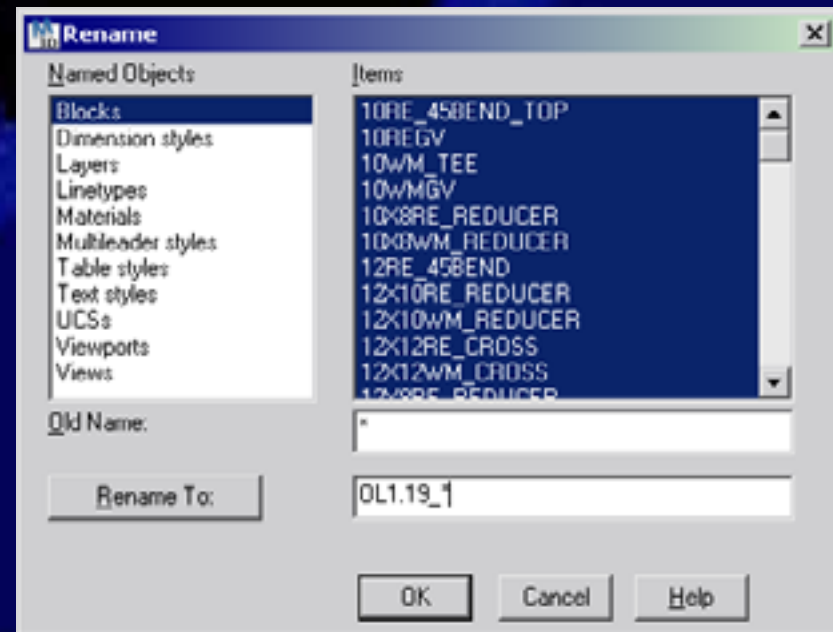 Rename
Named Objects
Items
Blocks
Dimension styles
Layers
Linetypes
Materials
Multileader styles
Table styles
Text styles
UCSs
Viewports
Views
10RE_45BEND_TOP
10REGV
10WM_TEE
10WMGV
10X8RE_REDUCER
10X8WM_REDUCER
12RE_45BEND
12X10RE_REDUCER
12X10WM_REDUCER
12X12RE_CROSS
12X12WM_CROSS
12X8RE_REDUCER
Old Name:
*
Rename To:
OL1.19_*
OK
Cancel
Help